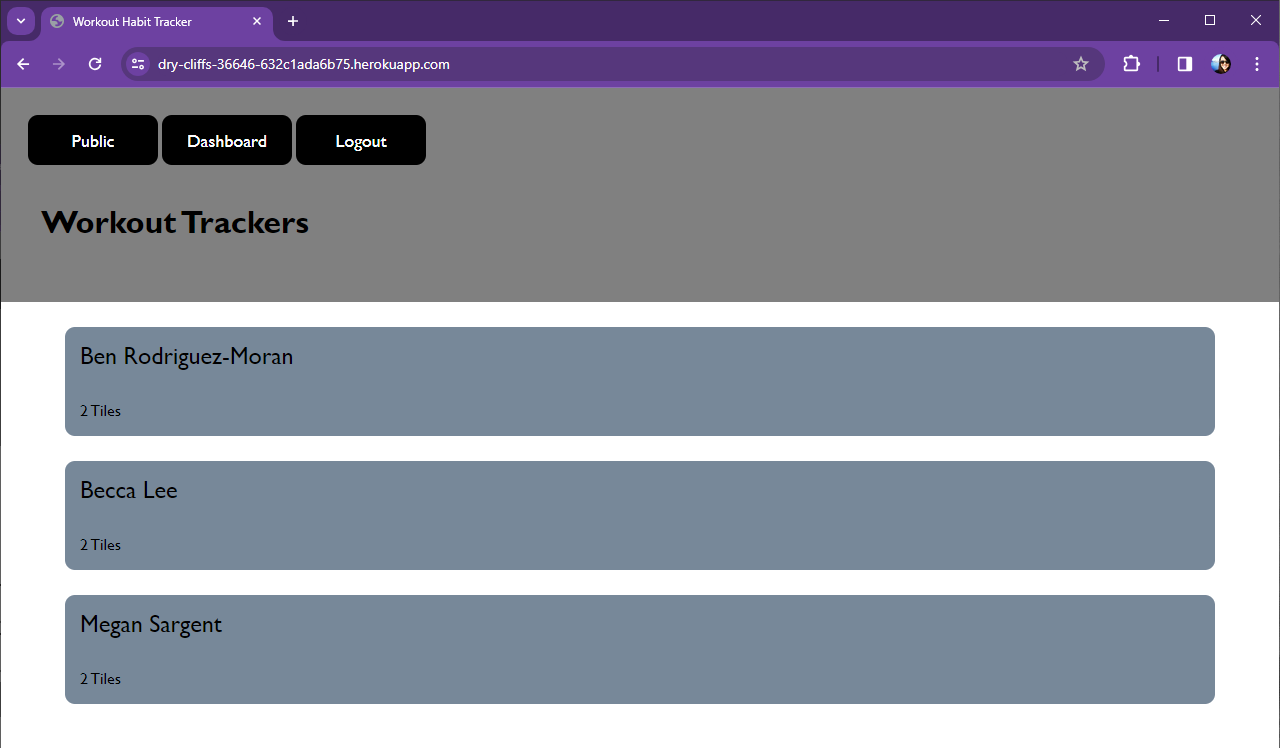 Workout Habit Tracker
dry-cliffs-36646-632c1ada6b75.herokuapp.com
Public Dashboard Logout
Workout Trackers
Ben Rodriguez-Moran
2 Tiles
Becca Lee
2 Tiles
Megan Sargent
2 Tiles